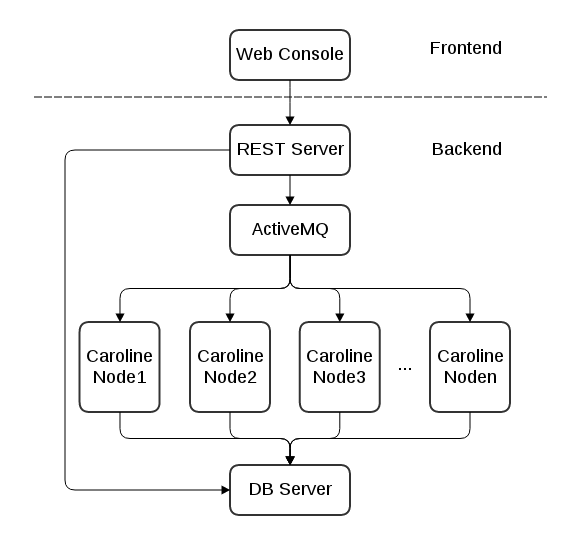 Web Console
Frontend
REST Server
Backend
ActiveMQ
Caroline
Node1
Caroline
Node2
Caroline
Node3
...
Caroline
Noden
DB Server